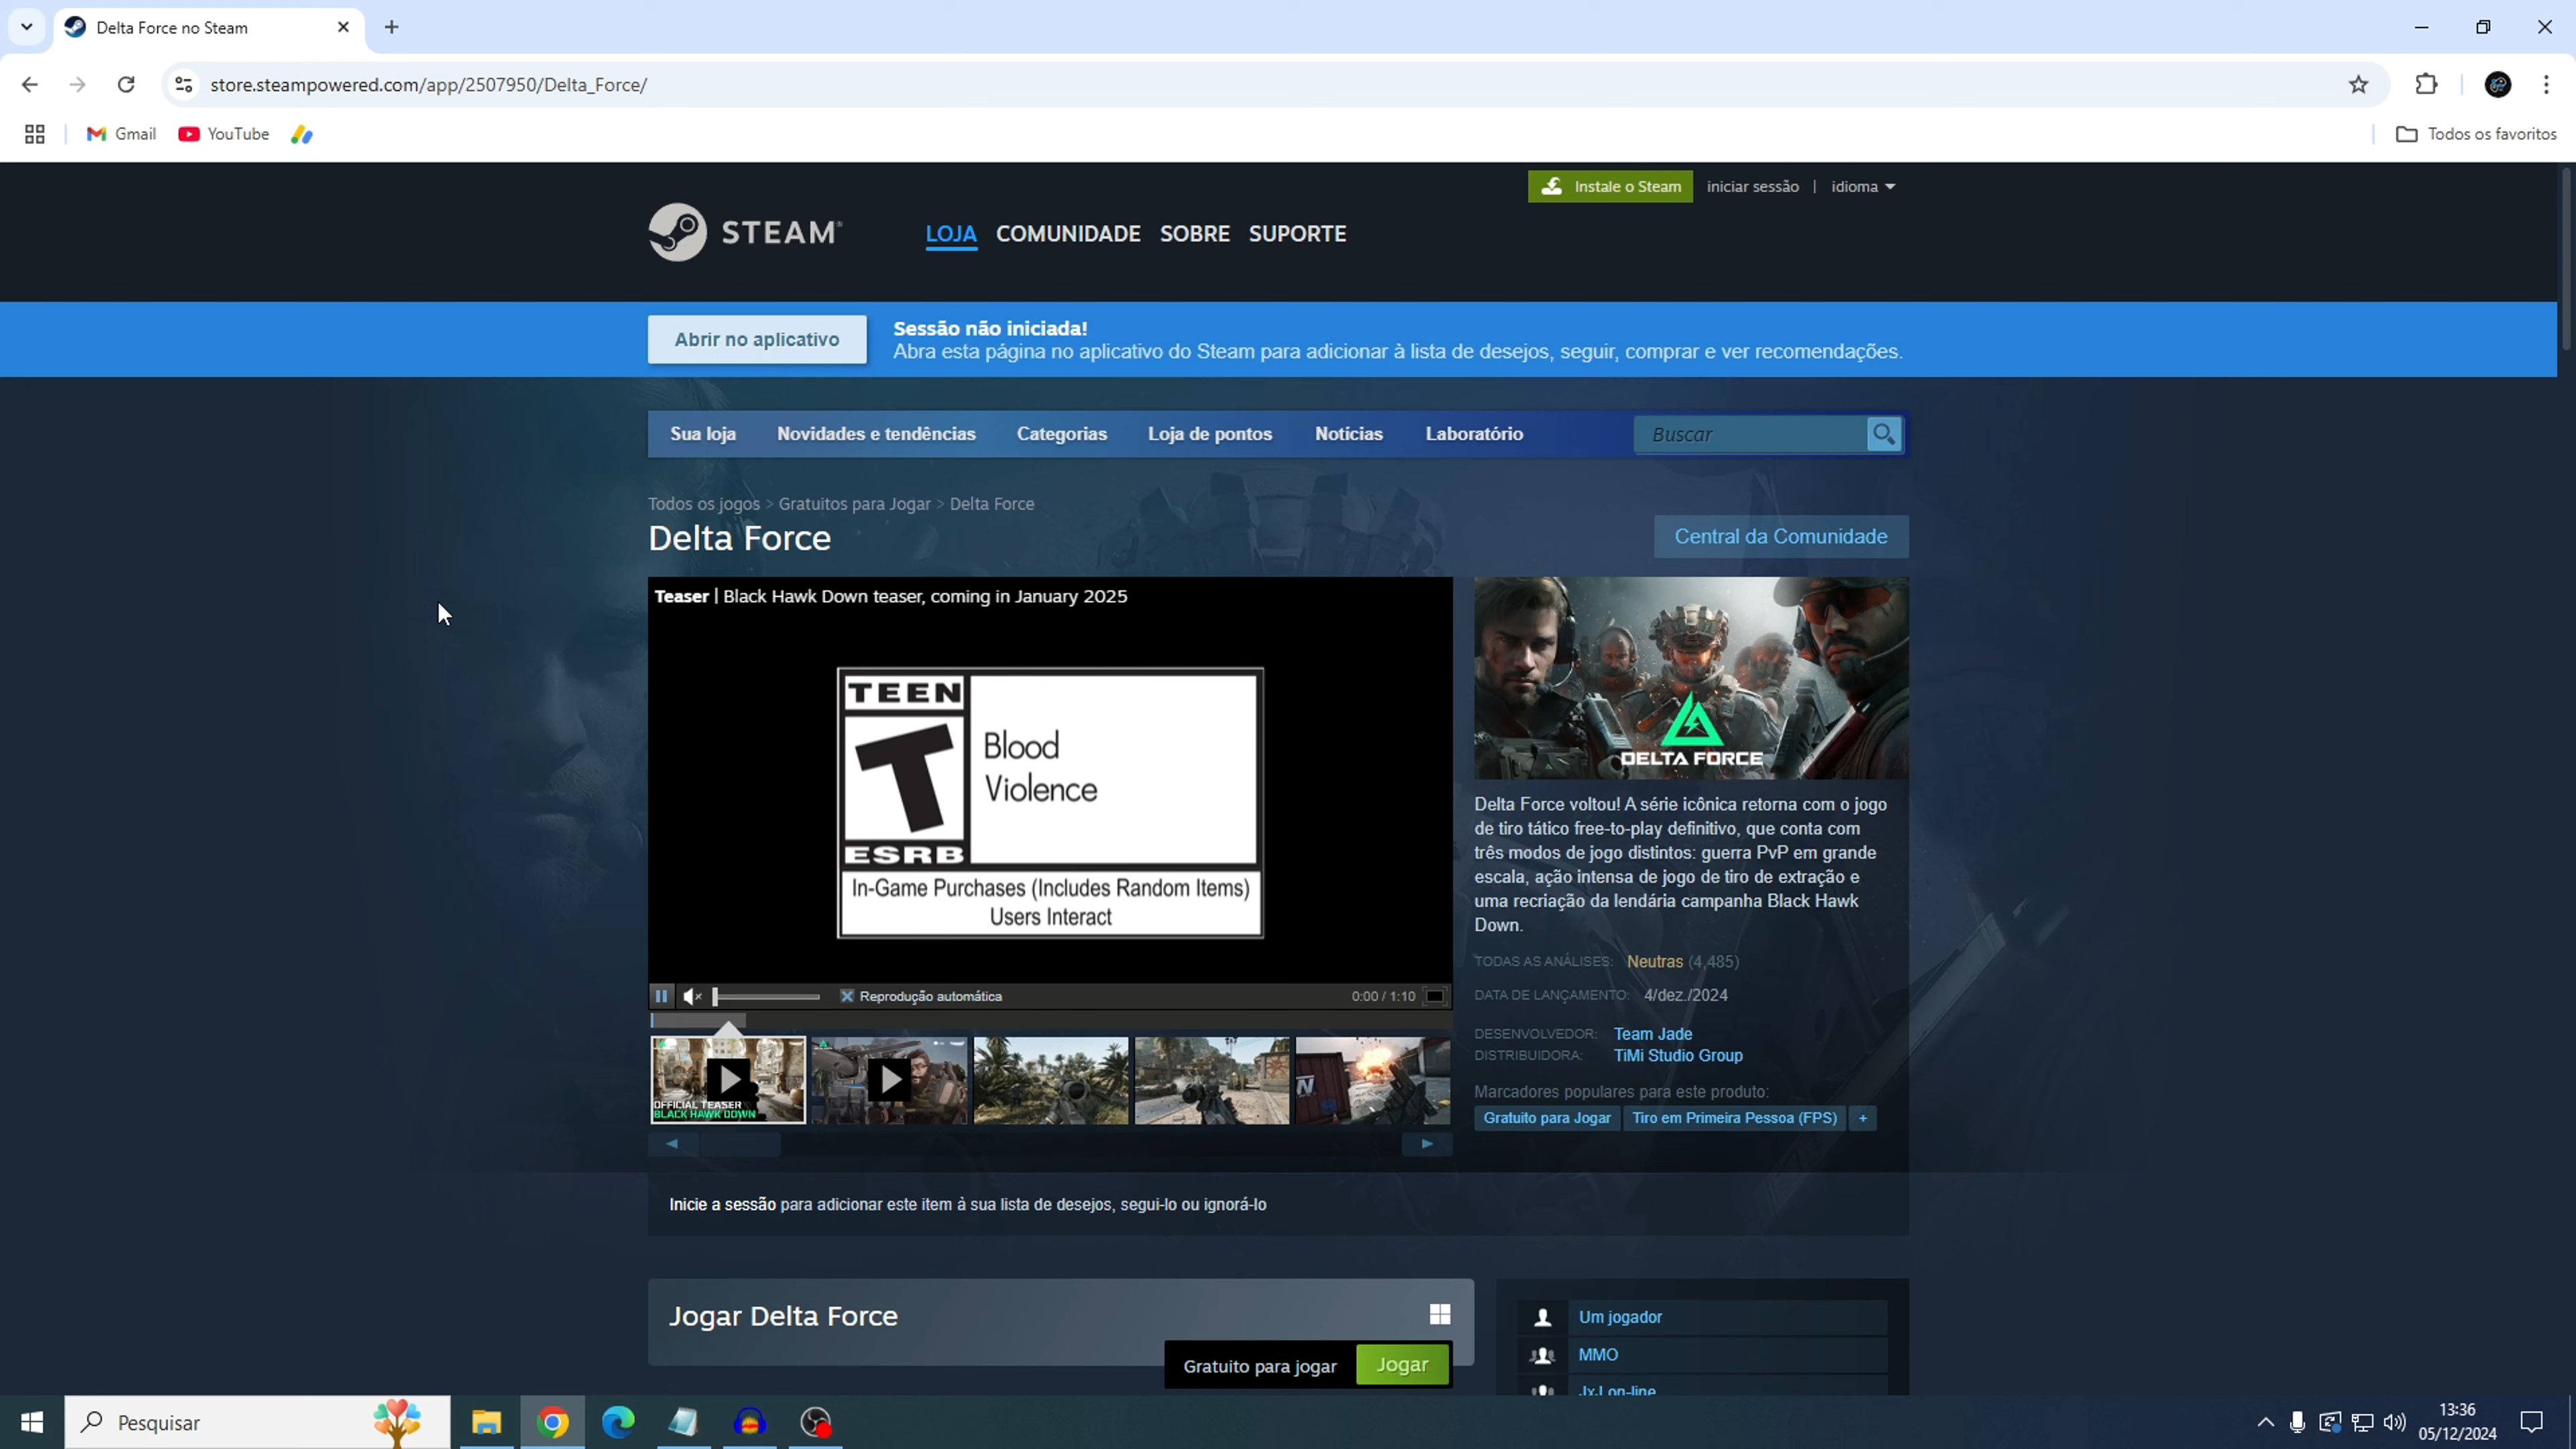 Delta Force no Steam
store.steampowered.com/app/2507950/Delta_Force/
Gmail
YouTube
Todos os favoritos
Instale o Steam
iniciar sessão
|
idioma
STEAM®
LOJA
COMUNIDADE
SOBRE
SUPORTE
Abrir no aplicativo
Sessão não iniciada!
Abra esta página no aplicativo do Steam para adicionar à lista de desejos, seguir, comprar e ver recomendações.
Sua loja
Novidades e tendências
Categorias
Loja de pontos
Notícias
Laboratório
Buscar
Todos os jogos > Gratuitos para Jogar > Delta Force
Delta Force
Central da Comunidade
Teaser | Black Hawk Down teaser, coming in January 2025
TEEN
T
ESRB
Blood
Violence
In-Game Purchases (Includes Random Items)
Users Interact
Reprodução automática
0:00 / 1:10
OFFICIAL TEASER
BLACK HAWK DOWN
DELTA FORCE
Delta Force voltou! A série icônica retorna com o jogo
de tiro tático free-to-play definitivo, que conta com
três modos de jogo distintos: guerra PvP em grande
escala, ação intensa de jogo de tiro de extração e
uma recriação da lendária campanha Black Hawk
Down.
TODAS AS ANÁLISES: Neutras (4,485)
DATA DE LANÇAMENTO: 4/dez./2024
DESENVOLVEDOR: Team Jade
DISTRIBUIDORA: TiMi Studio Group
Marcadores populares para este produto:
Gratuito para Jogar
Tiro em Primeira Pessoa (FPS)
+
Inicie a sessão para adicionar este item à sua lista de desejos, segui-lo ou ignorá-lo
Jogar Delta Force
Gratuito para jogar
Jogar
Um jogador
MMO
JxJ on-line
Pesquisar
13:36
05/12/2024